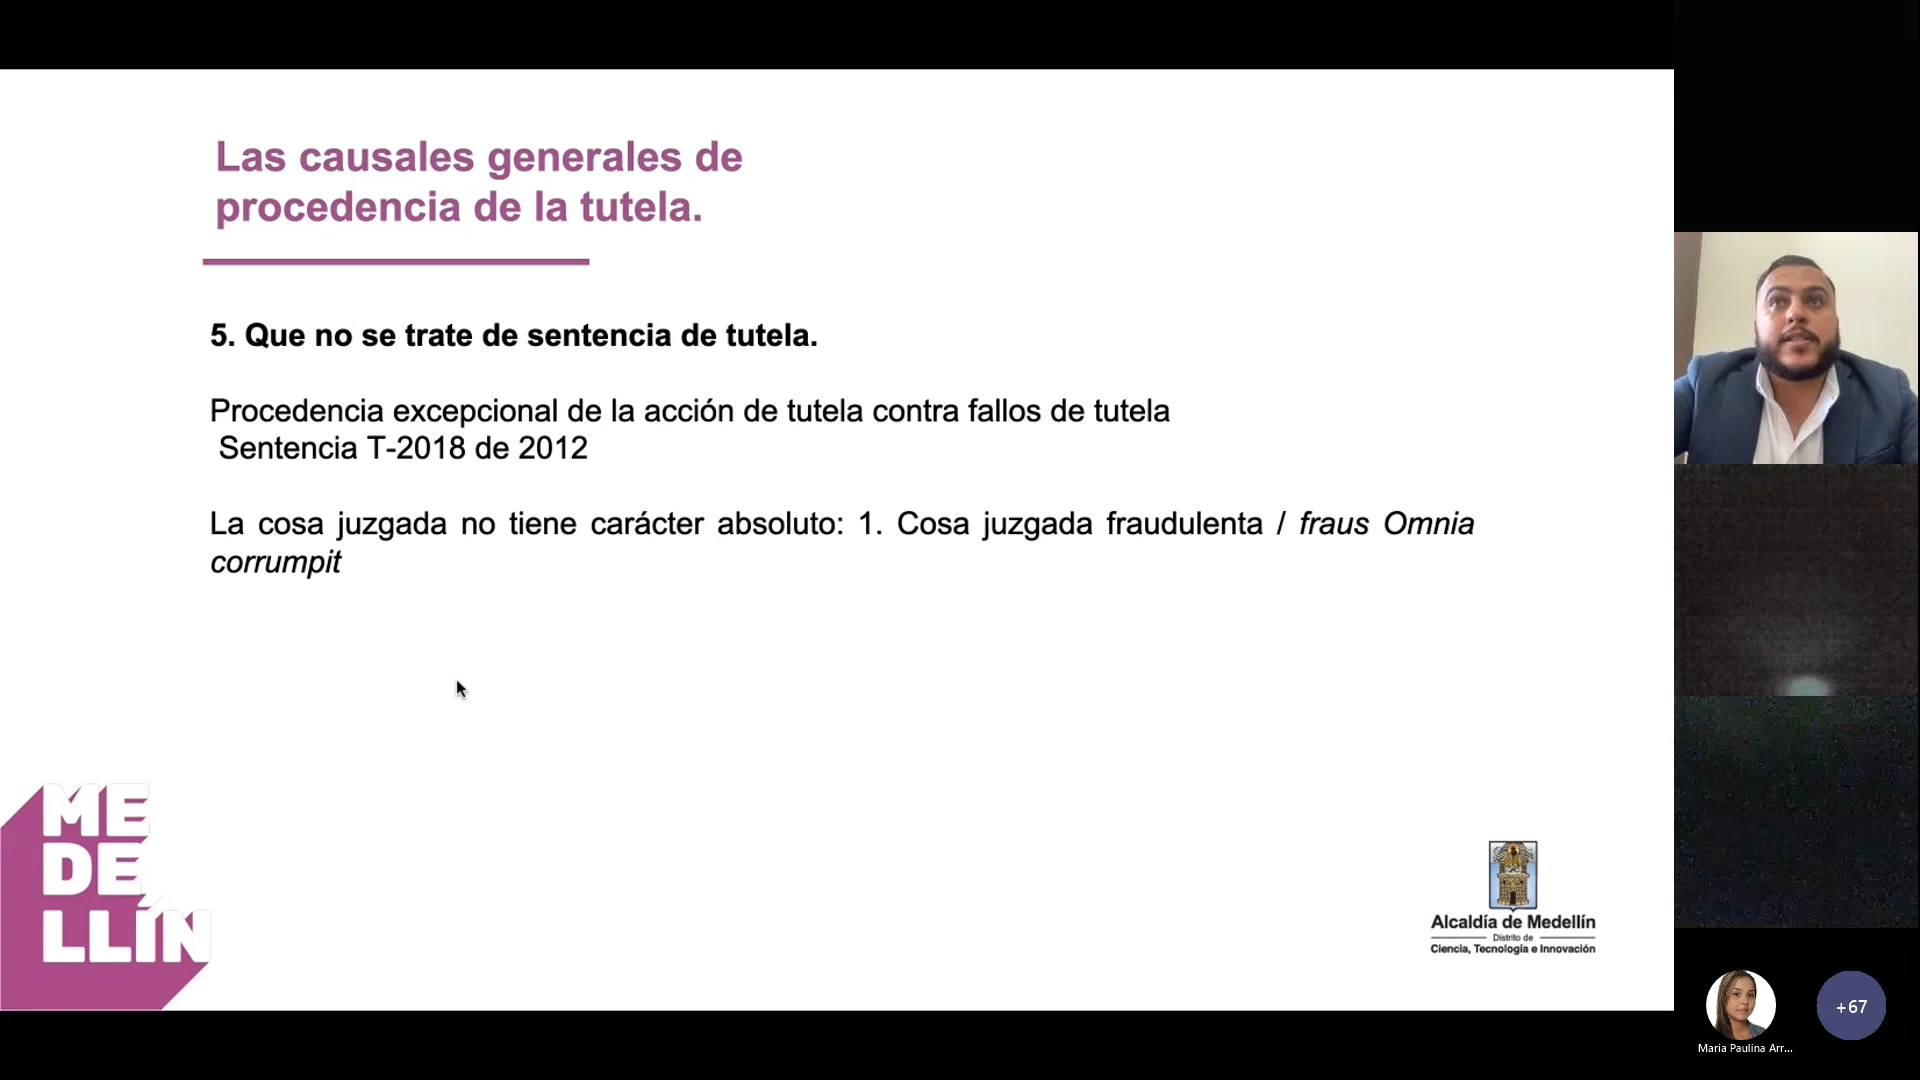 Las causales generales de
procedencia de la tutela.
5. Que no se trate de sentencia de tutela.
Procedencia excepcional de la acción de tutela contra fallos de tutela
Sentencia T-2018 de 2012
La cosa juzgada no tiene carácter absoluto: 1. Cosa juzgada fraudulenta / fraus Omnia
corrumpit
ME
DE
LLÍN
Alcaldía de Medellín
Distrito de
Ciencia, Tecnología e Innovación
+67
Maria Paulina Arr...